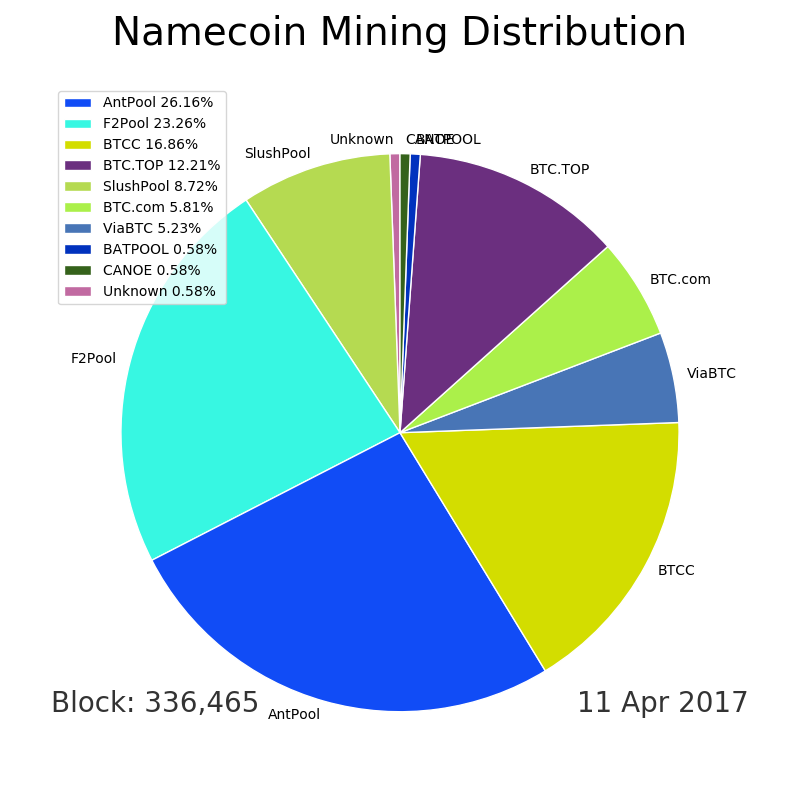 Namecoin Mining Distribution
AntPool 26.16%
F2Pool 23.26%
BTCC 16.86%
BTC.TOP 12.21%
SlushPool 8.72%
BTC.com 5.81%
ViaBTC 5.23%
BATPOOL 0.58%
CANOE 0.58%
Unknown 0.58%
SlushPool
Unknown
CANOE
BATPOOL
BTC.TOP
BTC.com
ViaBTC
F2Pool
BTCC
AntPool
Block: 336,465
11 Apr 2017